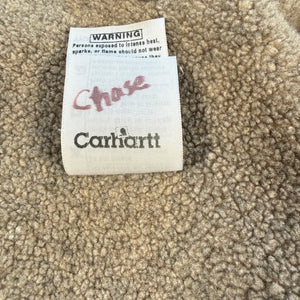 WARNING
Persons exposed to intense heat,
sparks, or flame should not wear
Chase
Carhartt